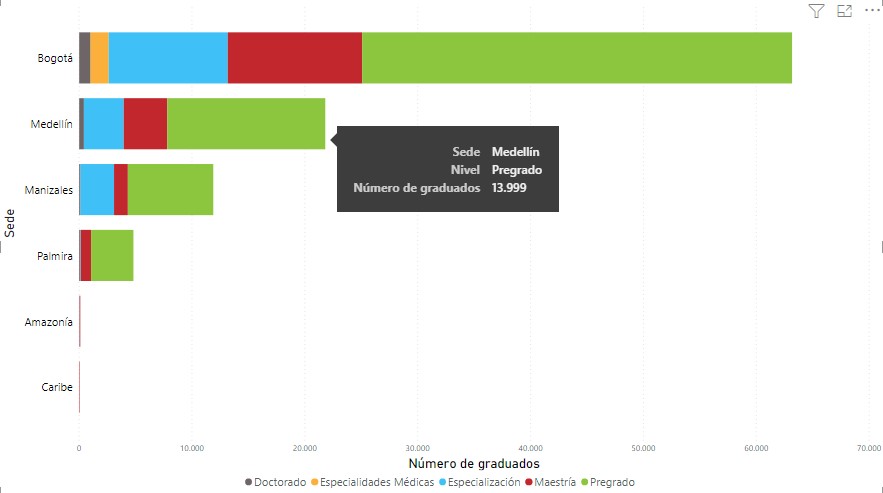 Bogotá
Medellín
Manizales
Palmira
Amazonía
Caribe
Sede
Sede Medellín
Nivel Pregrado
Número de graduados 13.999
0 10.000 20.000 30.000 40.000 50.000 60.000 70.000
Número de graduados
Doctorado Especialidades Médicas Especialización Maestría Pregrado